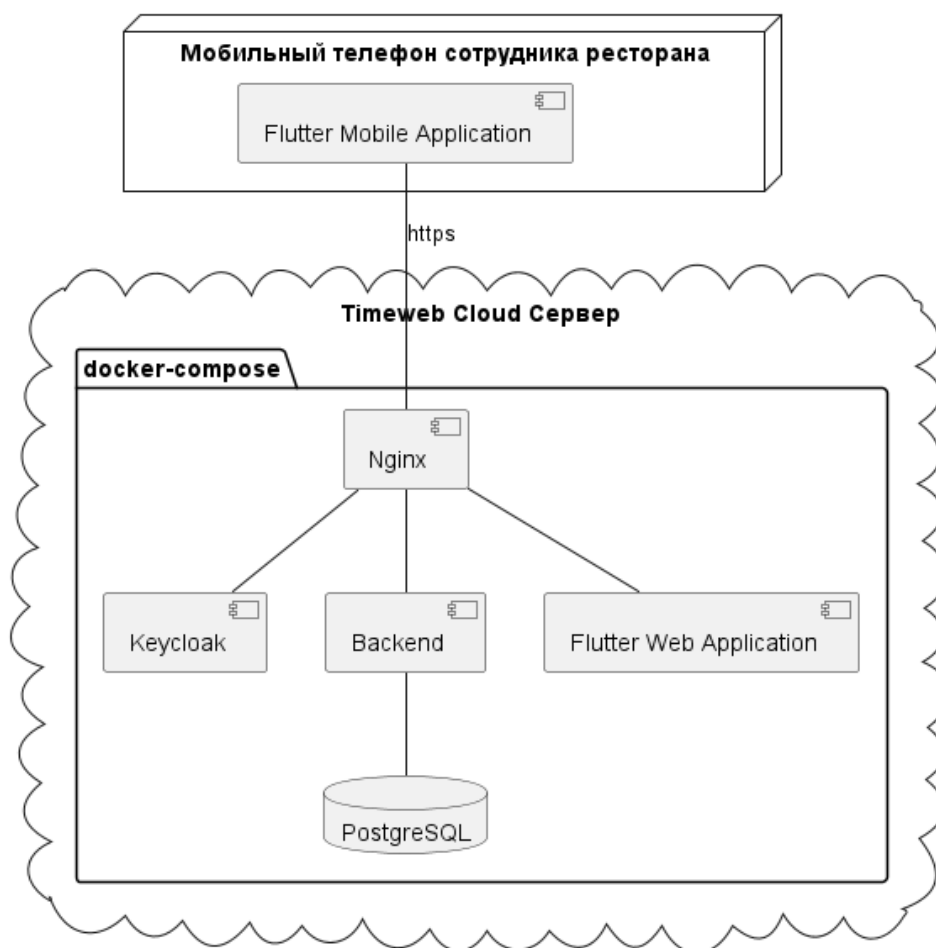 Мобильный телефон сотрудника ресторана
Flutter Mobile Application
https
Timeweb Cloud Сервер
docker-compose
Nginx
Keycloak
Backend
Flutter Web Application
PostgreSQL